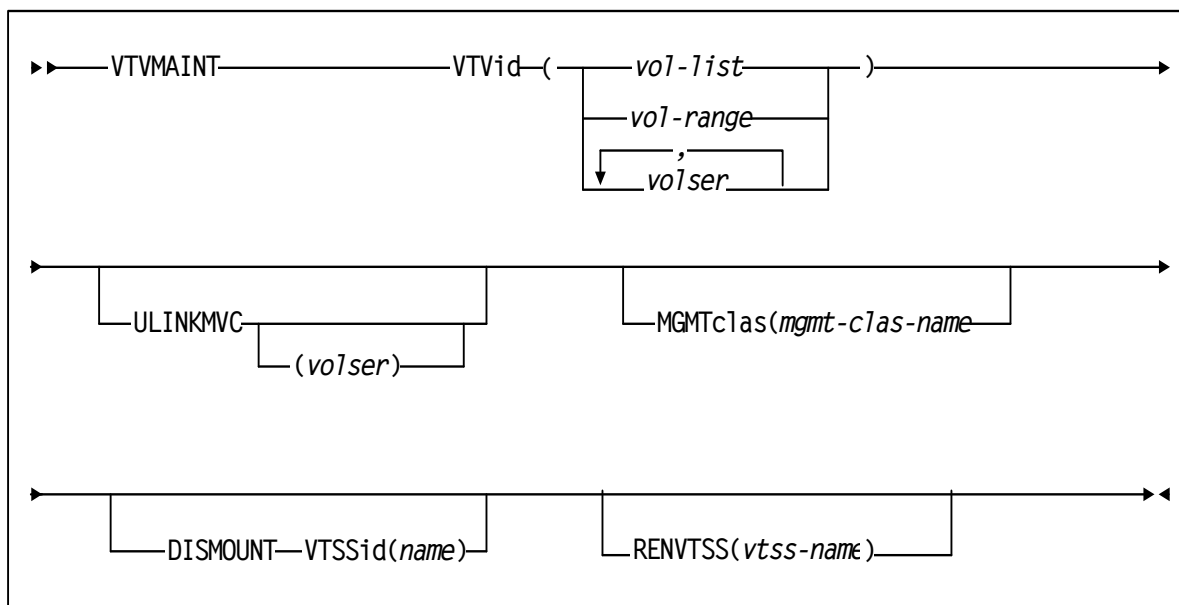 VTVMAINT VTVid ( vol-list )
vol-range
,
volser
ULINKMVC MGMTclas(mgmt-clas-name
(volser)
DISMOUNT VTSSid(name) RENVTSS(vtss-name)